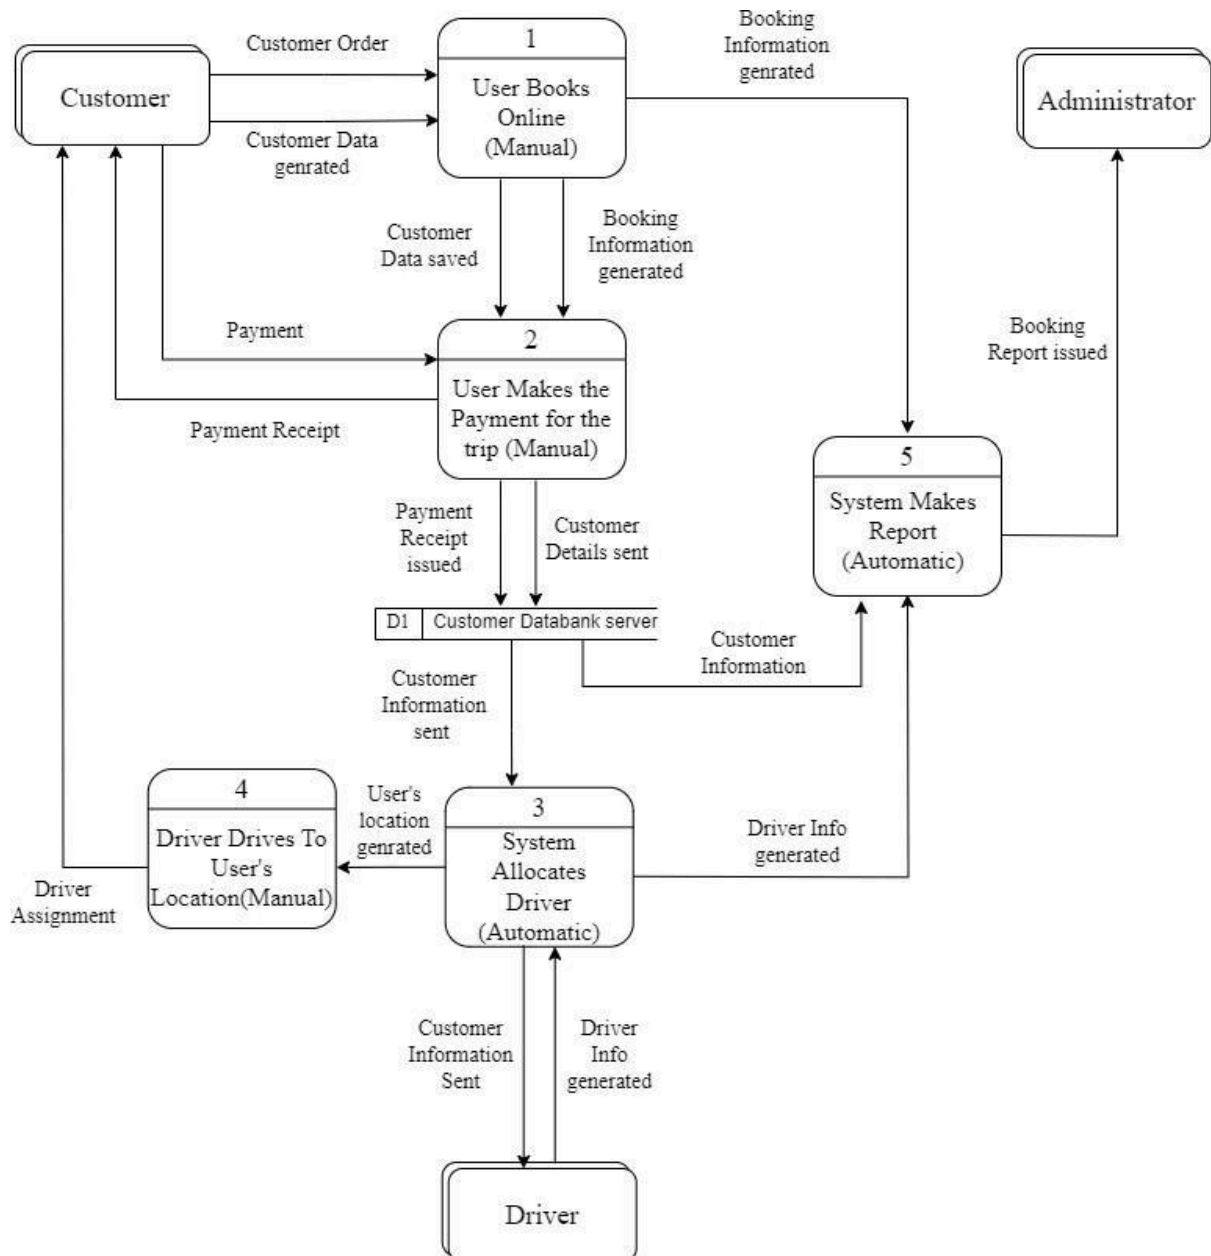 Customer Order
1
Booking
Information
genrated
Customer
User Books
Online
(Manual)
Administrator
Customer Data
genrated
Customer
Data saved
Booking
Information
generated
Payment
2
User Makes the
Payment for the
trip (Manual)
Payment Receipt
Booking
Report issued
5
System Makes
Report
(Automatic)
Payment
Receipt
issued
Customer
Details sent
D1
Customer Databank server
Customer
Information
Customer
Information
sent
4
Driver Drives To
User's
Location(Manual)
User's
location
genrated
3
System
Allocates
Driver
(Automatic)
Driver Info
generated
Driver
Assignment
Customer
Information
Sent
Driver
Info
generated
Driver